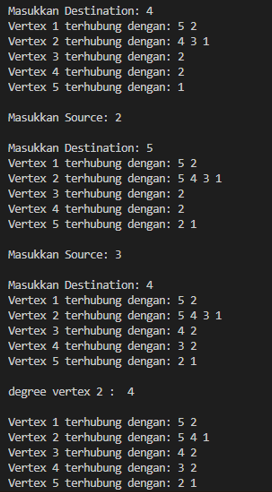 Masukkan Destination: 4
Vertex 1 terhubung dengan: 5 2
Vertex 2 terhubung dengan: 4 3 1
Vertex 3 terhubung dengan: 2
Vertex 4 terhubung dengan: 2
Vertex 5 terhubung dengan: 1
Masukkan Source: 2
Masukkan Destination: 5
Vertex 1 terhubung dengan: 5 2
Vertex 2 terhubung dengan: 5 4 3 1
Vertex 3 terhubung dengan: 2
Vertex 4 terhubung dengan: 2
Vertex 5 terhubung dengan: 2 1
Masukkan Source: 3
Masukkan Destination: 4
Vertex 1 terhubung dengan: 5 2
Vertex 2 terhubung dengan: 5 4 3 1
Vertex 3 terhubung dengan: 4 2
Vertex 4 terhubung dengan: 3 2
Vertex 5 terhubung dengan: 2 1
degree vertex 2 :  4
Vertex 1 terhubung dengan: 5 2
Vertex 2 terhubung dengan: 5 4 1
Vertex 3 terhubung dengan: 4 2
Vertex 4 terhubung dengan: 3 2
Vertex 5 terhubung dengan: 2 1